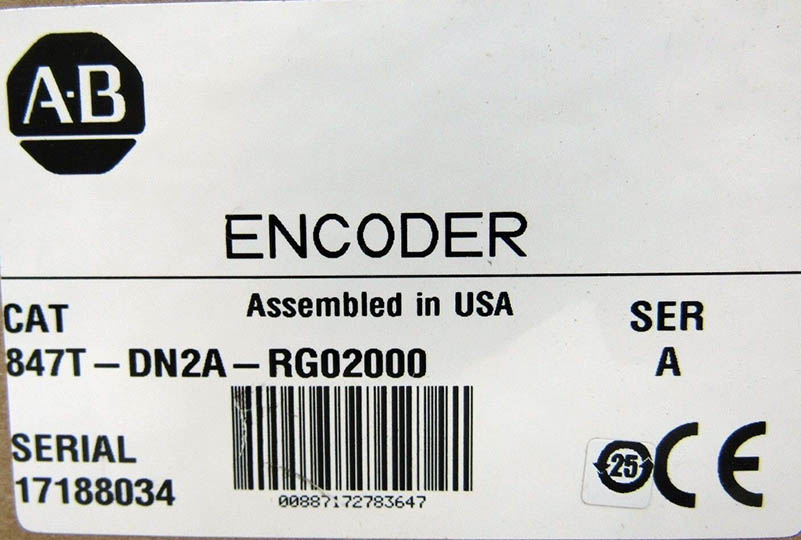 A·B
ENCODER
Assembled in USA
CAT
SER
847T-DN2A-RG02000
A
SERIAL
17188034
00887172783647
25
CE